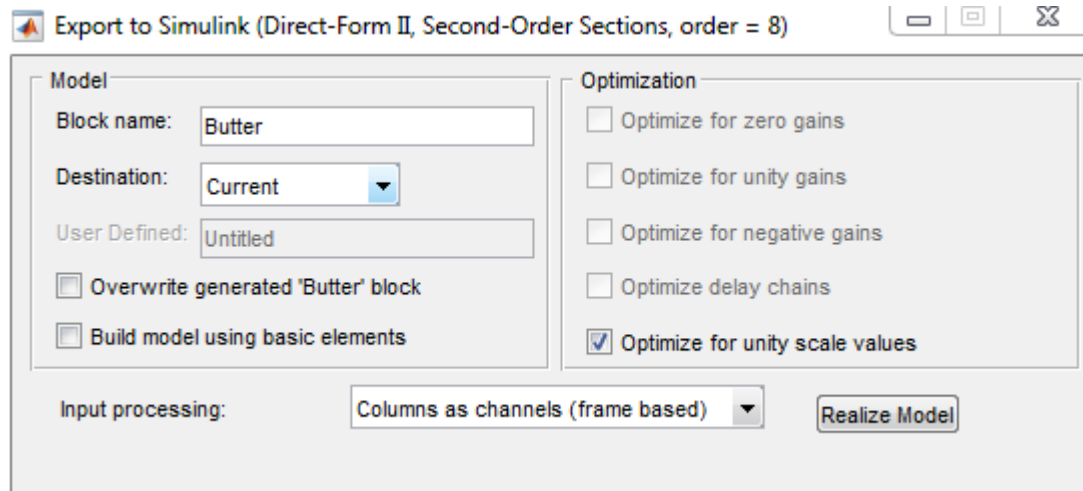 Export to Simulink (Direct-Form II, Second-Order Sections, order = 8)
Model
Block name: Butter
Destination: Current
User Defined: Untitled
Overwrite generated 'Butter' block
Build model using basic elements
Optimization
Optimize for zero gains
Optimize for unity gains
Optimize for negative gains
Optimize delay chains
Optimize for unity scale values
Input processing: Columns as channels (frame based)
Realize Model